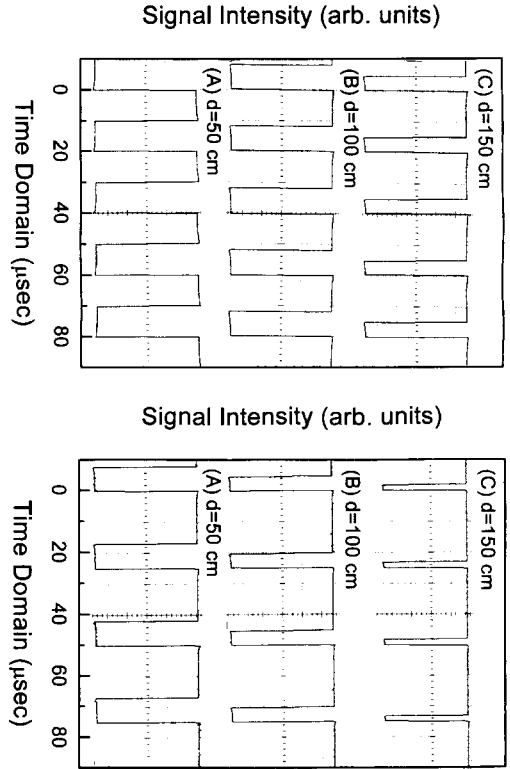 Signal Intensity (arb. units)
(C) d=150 cm
(B) d=100 cm
(A) d=50 cm
0
20
40
60
80
Time Domain (μsec)
Signal Intensity (arb. units)
(C) d=150 cm
(B) d=100 cm
(A) d=50 cm
0
20
40
60
80
Time Domain (μsec)